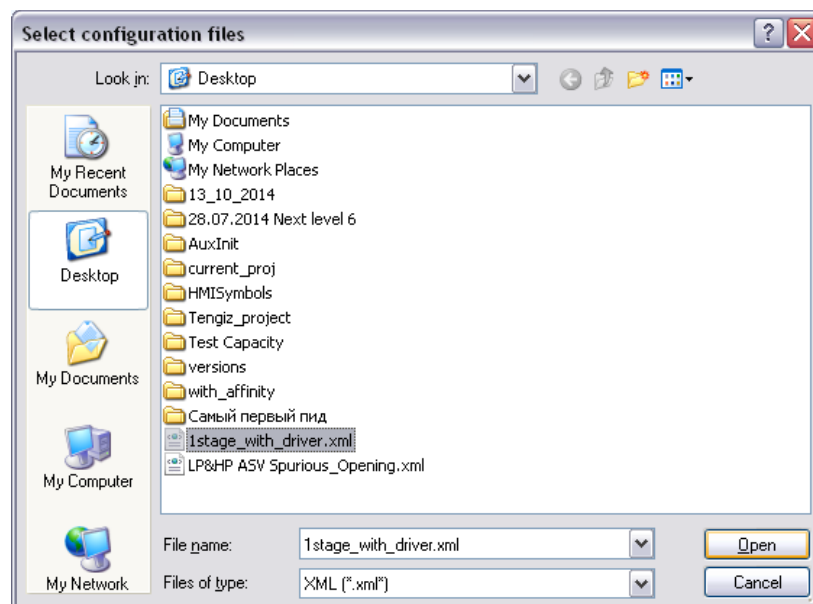 Select configuration files
Look in:
Desktop
My Recent
Documents
Desktop
My Documents
My Computer
My Network
My Documents
My Computer
My Network Places
13_10_2014
28.07.2014 Next level 6
AuxInit
current_proj
HMISymbols
Tengiz_project
Test Capacity
versions
with_affinity
Самый первый пид
1stage_with_driver.xml
LP&HP ASV Spurious_Opening.xml
File name:
1stage_with_driver.xml
Open
Files of type:
XML (*.xml*)
Cancel